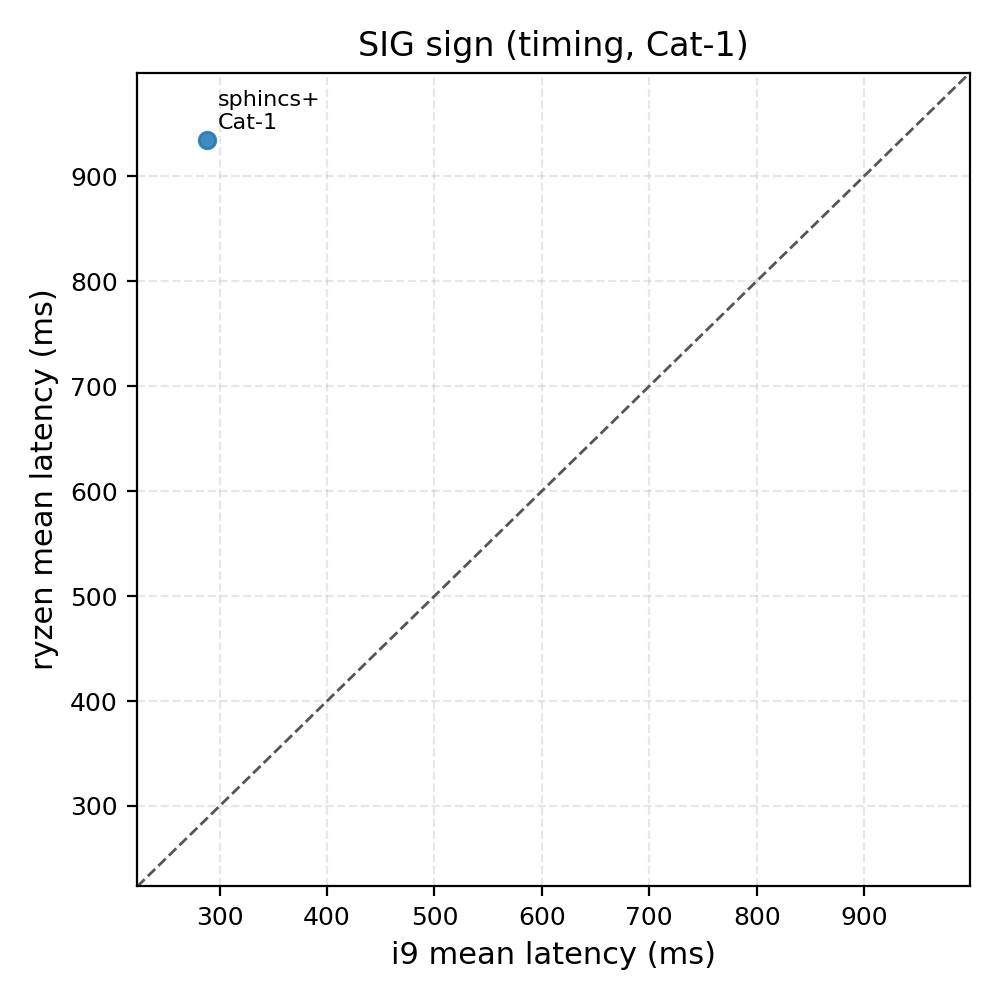 SIG sign (timing, Cat-1)
sphincs+
Cat-1
900
800
700
600
500
400
300
ryzen mean latency (ms)
300 400 500 600 700 800 900
i9 mean latency (ms)